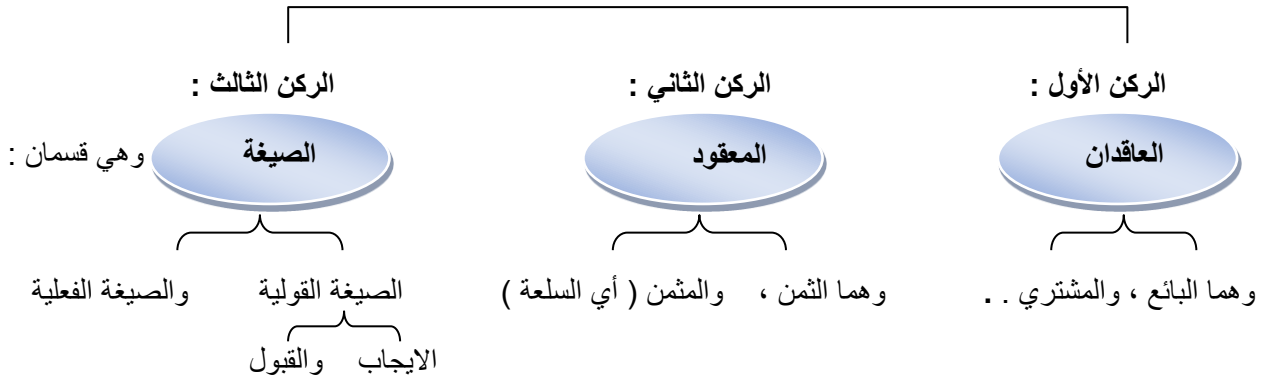 الركن الأول : الركن الثاني : الركن الثالث :
العاقدان المعقود الصيغة وهي قسمان :
وهما البائع ، والمشتري . . وهما الثمن ، والمثمن ( أي السلعة ) الصيغة القولية والصيغة الفعلية
الايجاب والقبول